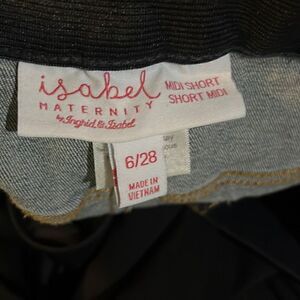 isabel
MATERNITY
by Ingrid & Isabel
MIDI SHORT
SHORT MIDI
6/28
MADE IN
VIETNAM